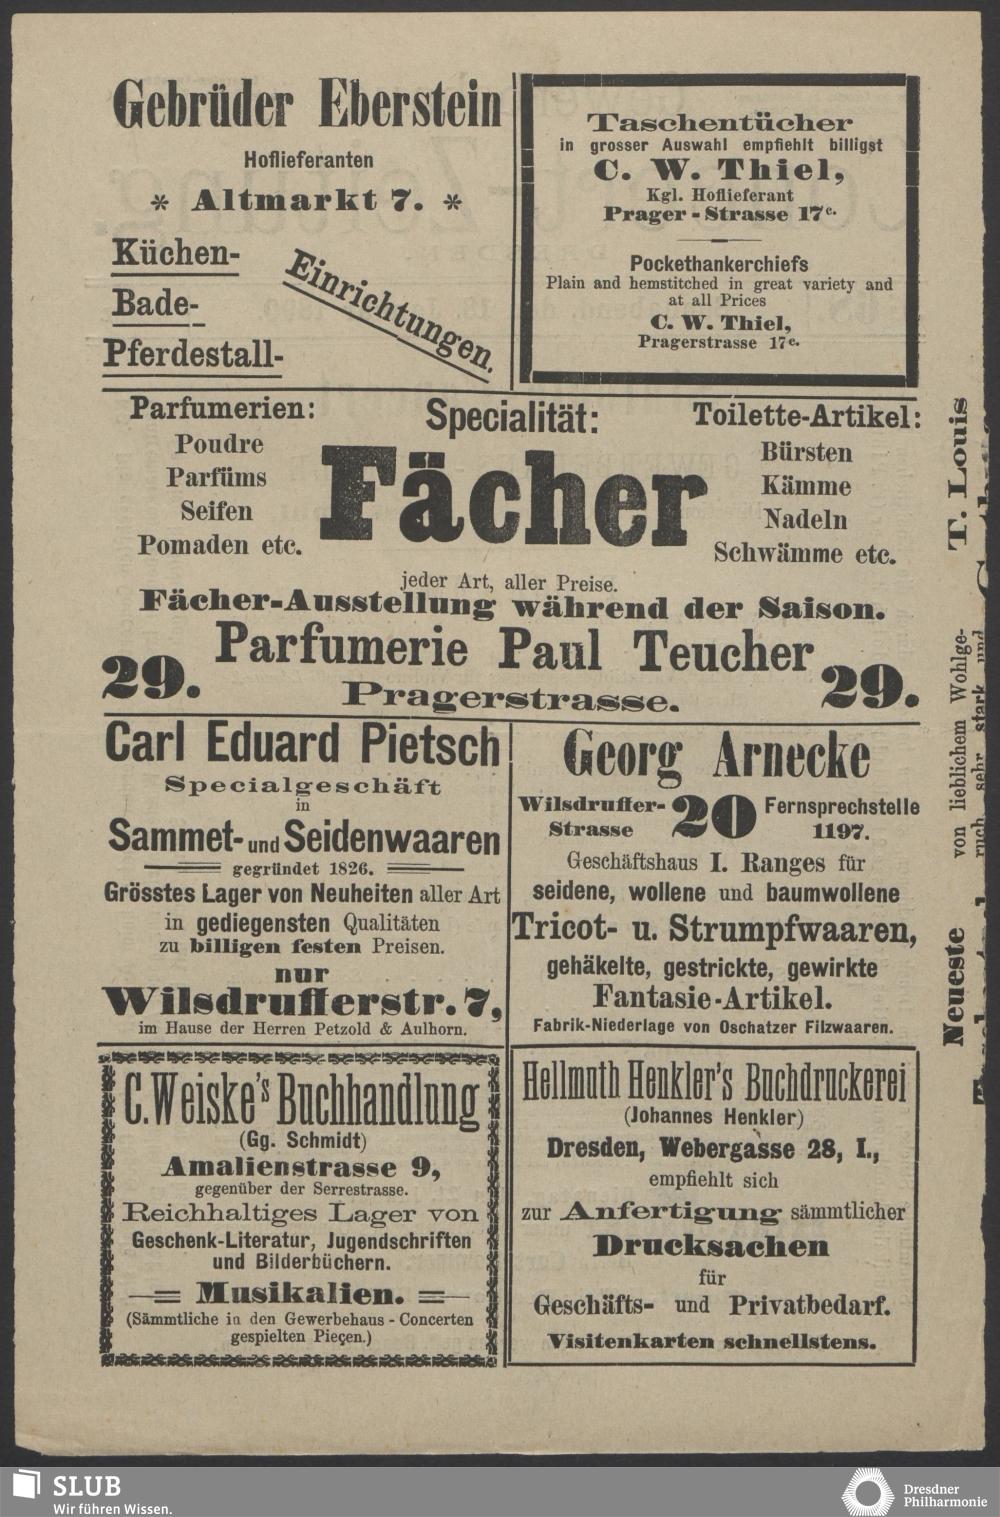 Gebrüder Eberstein
Hoflieferanten
* Altmarkt 7. *
Küchen-
Bade-
Pferdestall-
Einrichtungen.
Taschentücher
in grosser Auswahl empfiehlt billigst
C. W. Thiel,
Kgl. Hoflieferant
Prager-Strasse 17c.
Pockethankerchiefs
Plain and hemstitched in great variety and
at all Prices
C. W. Thiel,
Pragerstrasse 17c.
Parfumerien:
Poudre
Parfüms
Seifen
Pomaden etc.
Specialität:
Fächer
Toilette-Artikel:
Bürsten
Kämme
Nadeln
Schwämme etc.
jeder Art, aller Preise.
Fächer-Ausstellung während der Saison.
29. Parfumerie Paul Teucher 29.
Pragerstrasse.
Carl Eduard Pietsch
Specialgeschäft
in
Sammet- und Seidenwaaren
gegründet 1826.
Grösstes Lager von Neuheiten aller Art
in gediegensten Qualitäten
zu billigen festen Preisen.
nur
Wilsdrufferstr. 7,
im Hause der Herren Petzold & Aulhorn.
Georg Arnecke
Wilsdruffer-
Strasse
20
Fernsprechstelle
1197.
Geschäftshaus I. Ranges für
seidene, wollene und baumwollene
Tricot- u. Strumpfwaaren,
gehäkelte, gestrickte, gewirkte
Fantasie-Artikel.
Fabrik-Niederlage von Oschatzer Filzwaaren.
C. Weiske's Buchhandlung
(Gg. Schmidt)
Amalienstrasse 9,
gegenüber der Serrestrasse.
Reichhaltiges Lager von
Geschenk-Literatur, Jugendschriften
und Bilderbüchern.
Musikalien.
(Sämmtliche in den Gewerbehaus-Concerten
gespielten Pieçen.)
Hellmuth Henkler's Buchdruckerei
(Johannes Henkler)
Dresden, Webergasse 28, I.,
empfiehlt sich
zur Anfertigung sämmtlicher
Drucksachen
für
Geschäfts- und Privatbedarf.
Visitenkarten schnellstens.
T. Louis
von lieblichem Wohlge-
ruch sehr stark und
Neueste
SLUB
Wir führen Wissen.
Dresdner
Philharmonie